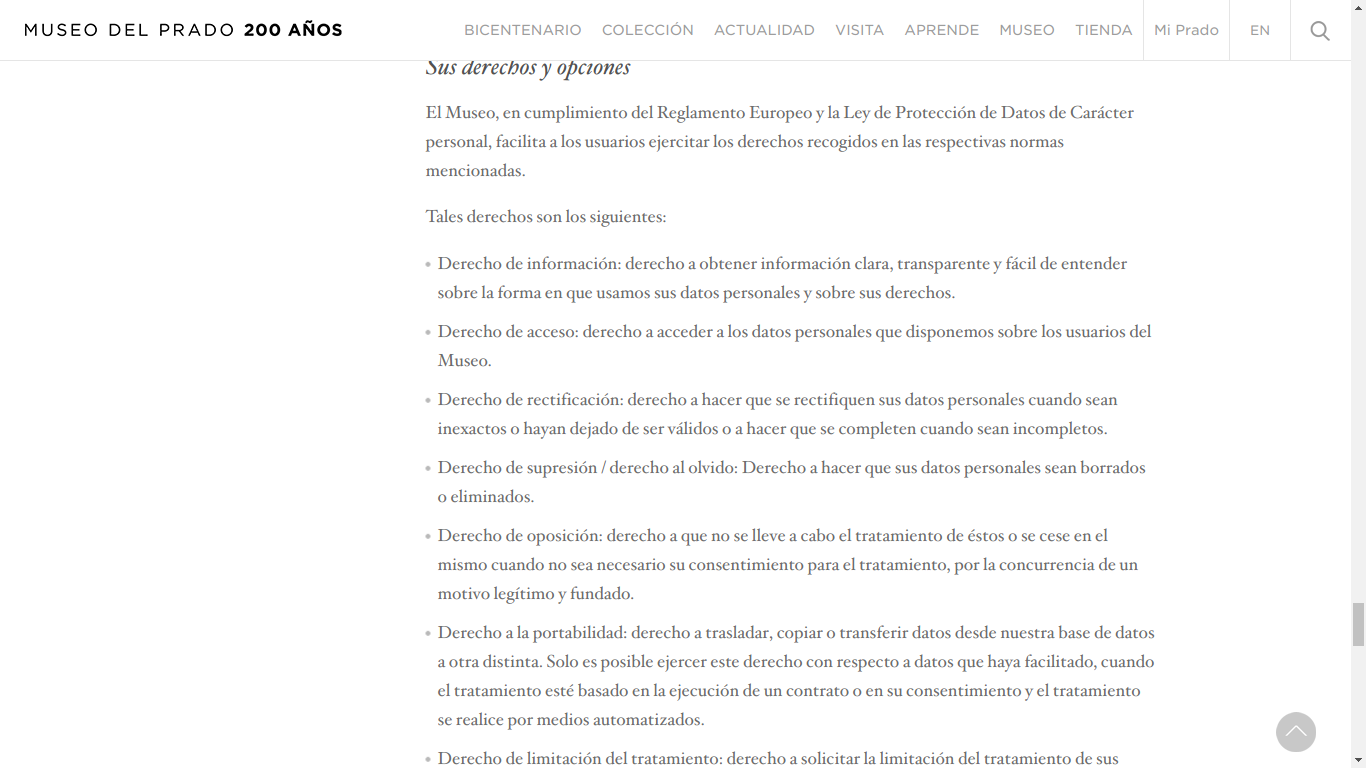 MUSEO DEL PRADO 200 AÑOS
BICENTENARIO COLECCIÓN ACTUALIDAD VISITA APRENDE MUSEO TIENDA Mi Prado EN
Sus derechos y opciones
El Museo, en cumplimiento del Reglamento Europeo y la Ley de Protección de Datos de Carácter
personal, facilita a los usuarios ejercitar los derechos recogidos en las respectivas normas
mencionadas.
Tales derechos son los siguientes:
• Derecho de información: derecho a obtener información clara, transparente y fácil de entender
sobre la forma en que usamos sus datos personales y sobre sus derechos.
• Derecho de acceso: derecho a acceder a los datos personales que disponemos sobre los usuarios del
Museo.
• Derecho de rectificación: derecho a hacer que se rectifiquen sus datos personales cuando sean
inexactos o hayan dejado de ser válidos o a hacer que se completen cuando sean incompletos.
• Derecho de supresión / derecho al olvido: Derecho a hacer que sus datos personales sean borrados
o eliminados.
• Derecho de oposición: derecho a que no se lleve a cabo el tratamiento de éstos o se cese en el
mismo cuando no sea necesario su consentimiento para el tratamiento, por la concurrencia de un
motivo legítimo y fundado.
• Derecho a la portabilidad: derecho a trasladar, copiar o transferir datos desde nuestra base de datos
a otra distinta. Solo es posible ejercer este derecho con respecto a datos que haya facilitado, cuando
el tratamiento esté basado en la ejecución de un contrato o en su consentimiento y el tratamiento
se realice por medios automatizados.
• Derecho de limitación del tratamiento: derecho a solicitar la limitación del tratamiento de sus